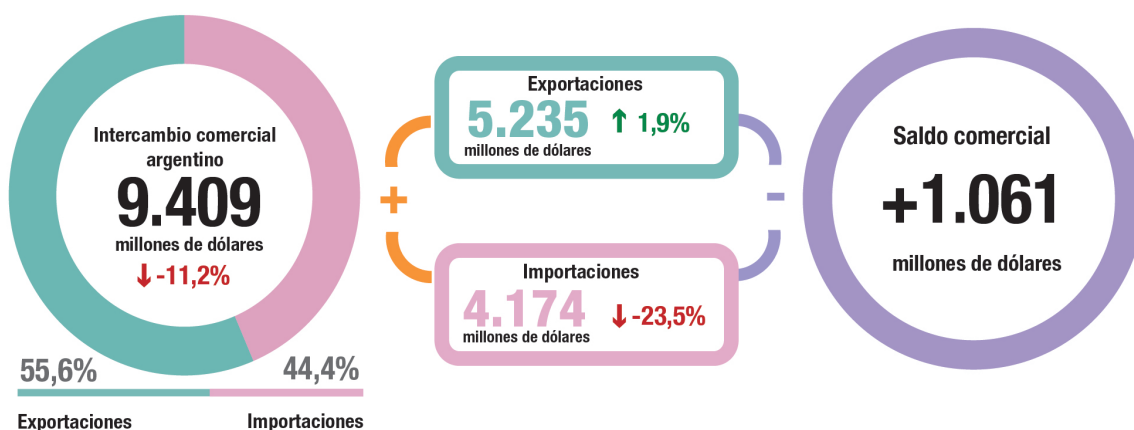 Intercambio comercial
argentino
9.409
millones de dólares
↓ -11,2%
55,6%
44,4%
Exportaciones
Importaciones
+
Exportaciones
5.235
↑ 1,9%
millones de dólares
Importaciones
4.174
↓ -23,5%
millones de dólares
-
Saldo comercial
+1.061
millones de dólares